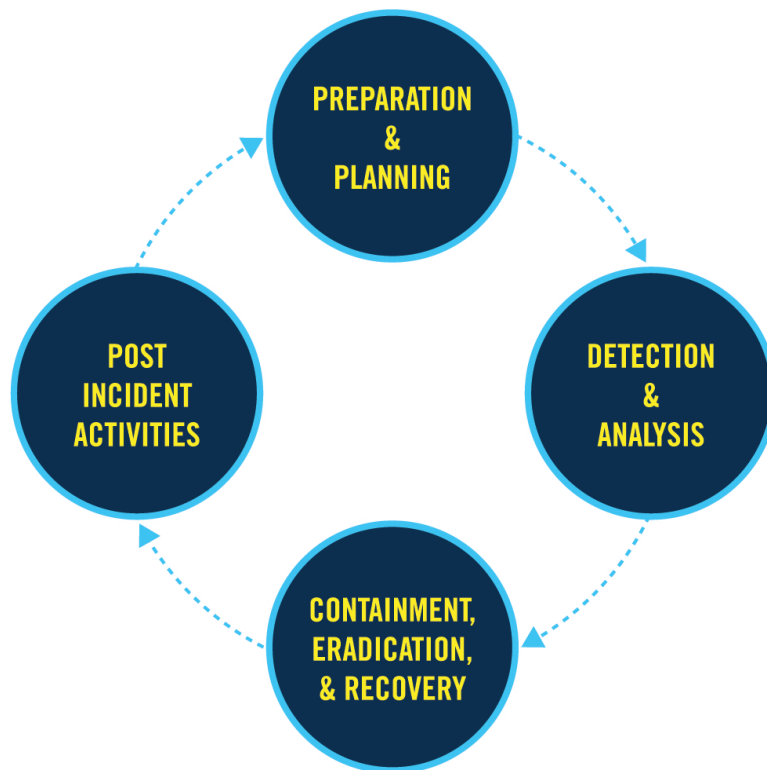 PREPARATION
&
PLANNING
DETECTION
&
ANALYSIS
CONTAINMENT,
ERADICATION,
& RECOVERY
POST
INCIDENT
ACTIVITIES